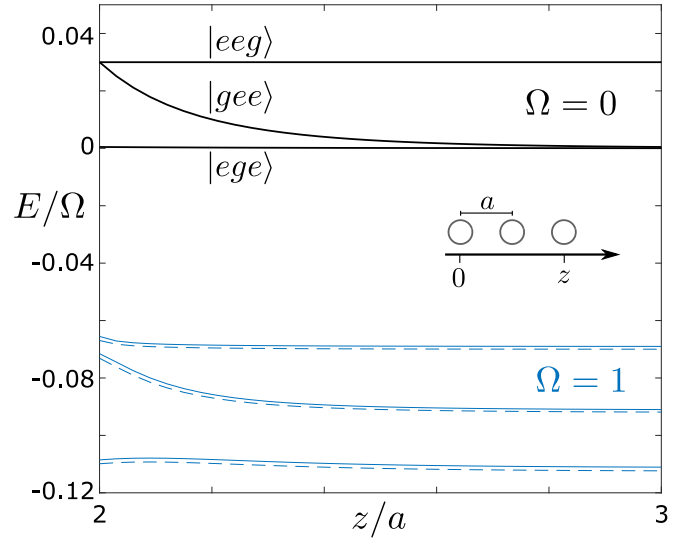 0.04
|eeg⟩
|gee⟩
Ω = 0
0
|ege⟩
E/Ω
a
-0.04
0
z
-0.08
Ω = 1
-0.12
2
z/a
3